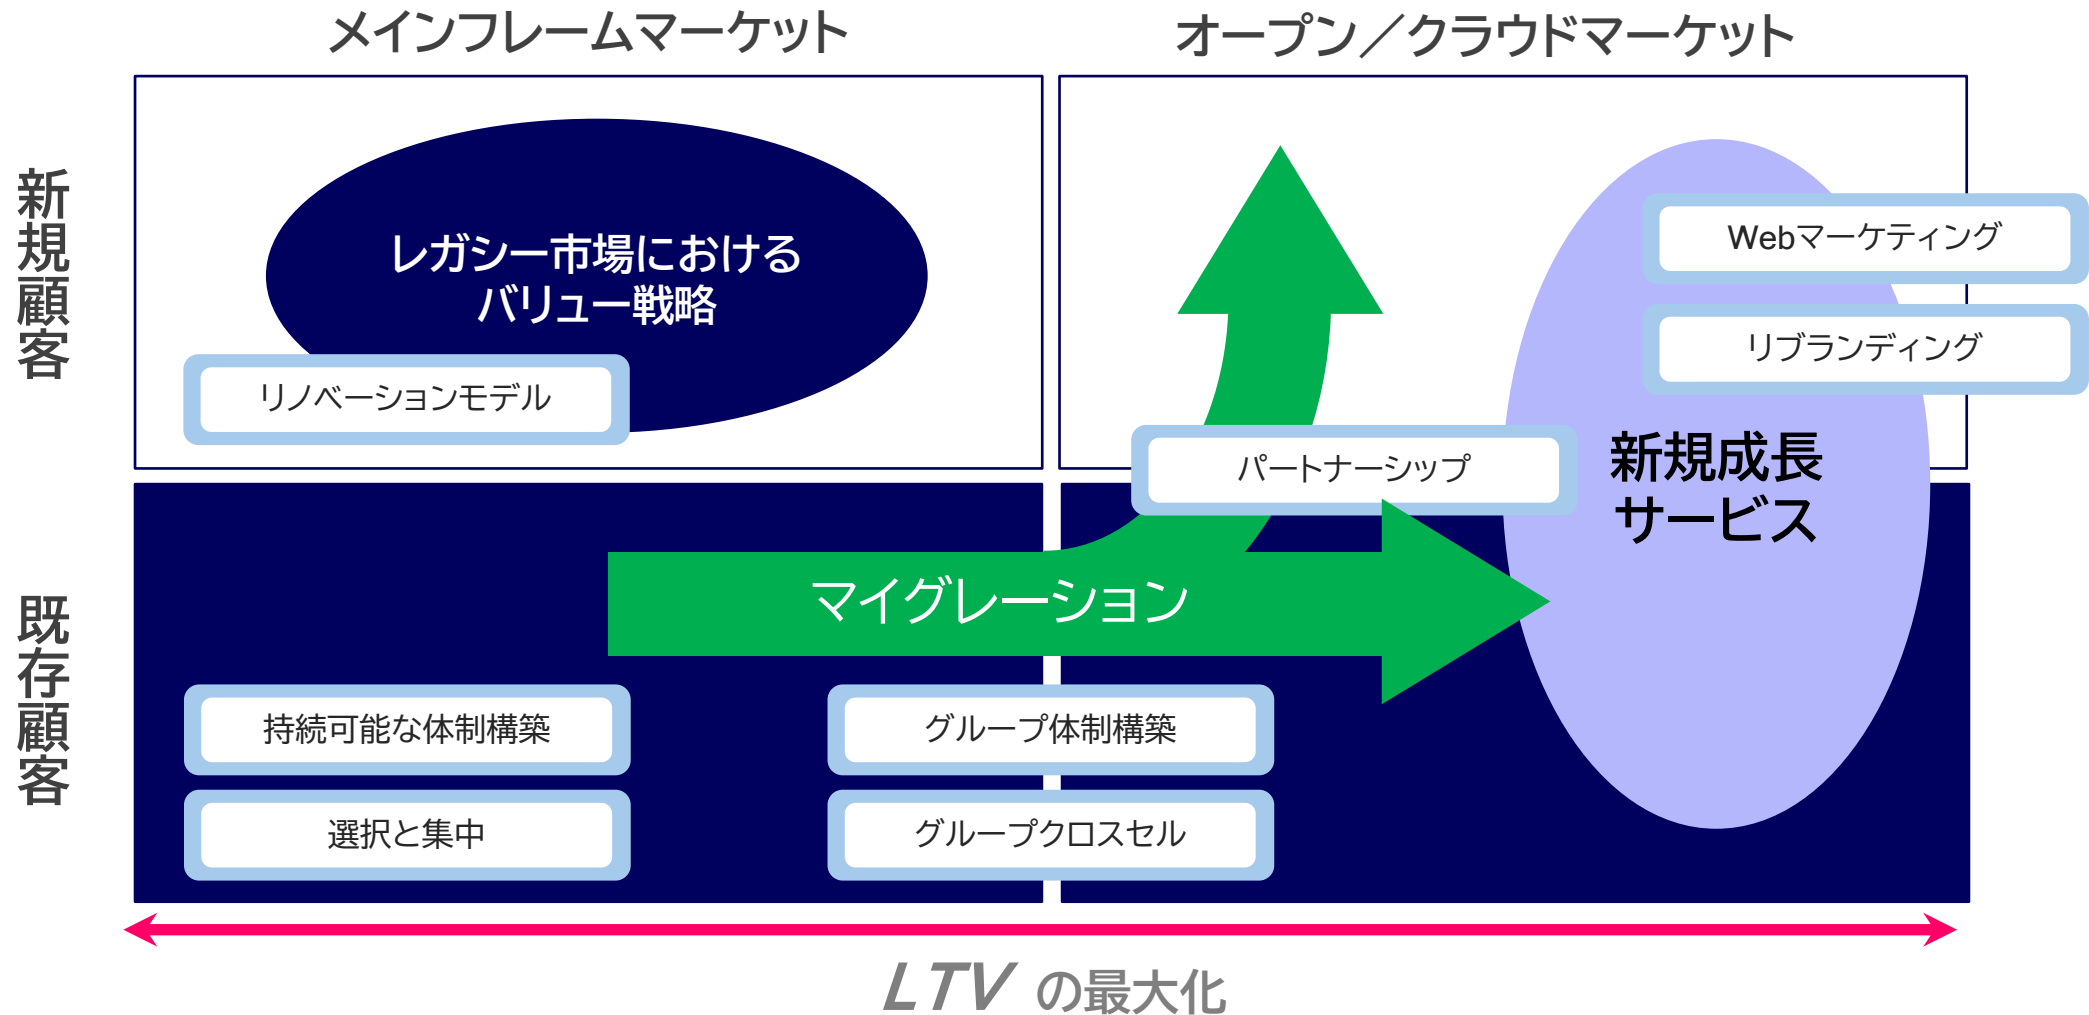 メインフレームマーケット
オープン／クラウドマーケット
新規顧客
レガシー市場における
バリュー戦略
リノベーションモデル
Webマーケティング
リブランディング
パートナーシップ
新規成長
サービス
既存顧客
マイグレーション
持続可能な体制構築
グループ体制構築
選択と集中
グループクロスセル
LTV の最大化